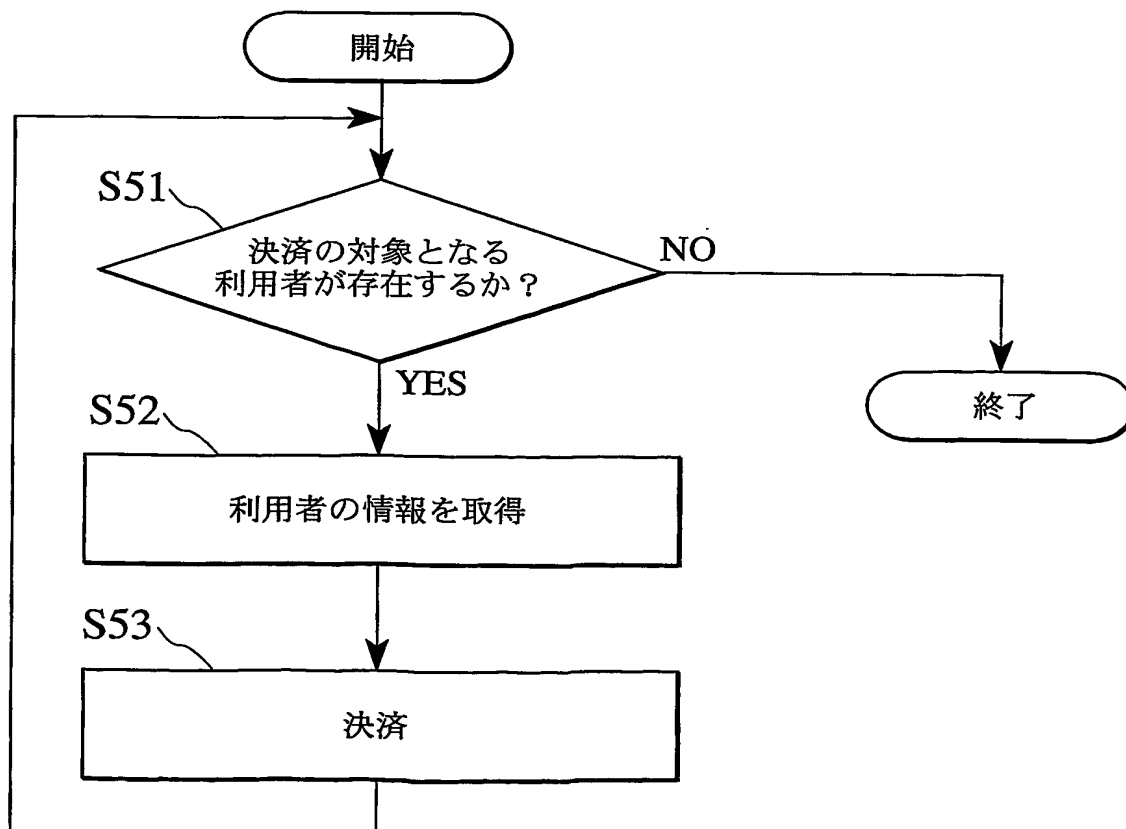 開始
S51
決済の対象となる
利用者が存在するか？
NO
YES
終了
S52
利用者の情報を取得
S53
決済